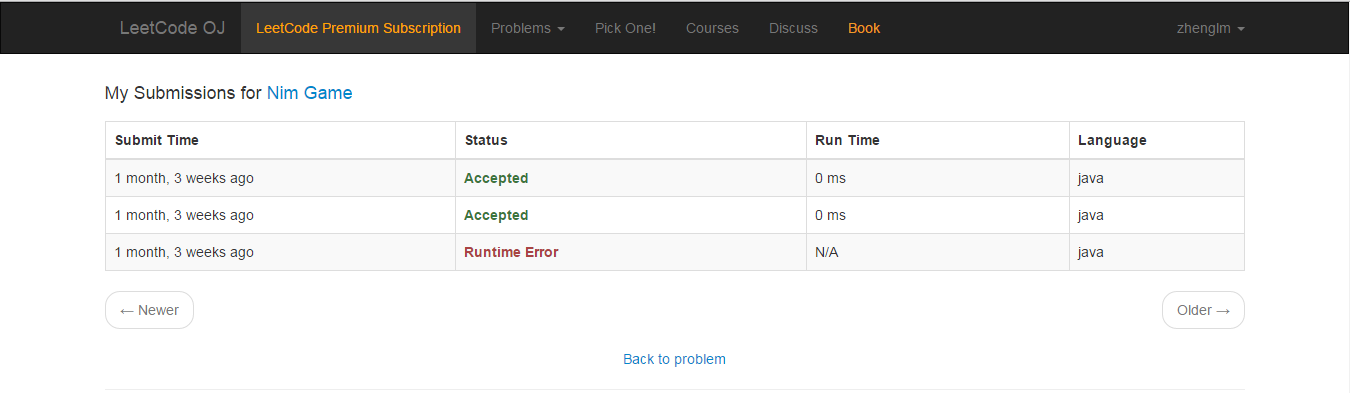 LeetCode OJ LeetCode Premium Subscription Problems Pick One! Courses Discuss Book zhenglm
My Submissions for Nim Game
Submit Time Status Run Time Language
1 month, 3 weeks ago Accepted 0 ms java
1 month, 3 weeks ago Accepted 0 ms java
1 month, 3 weeks ago Runtime Error N/A java
← Newer Older →
Back to problem